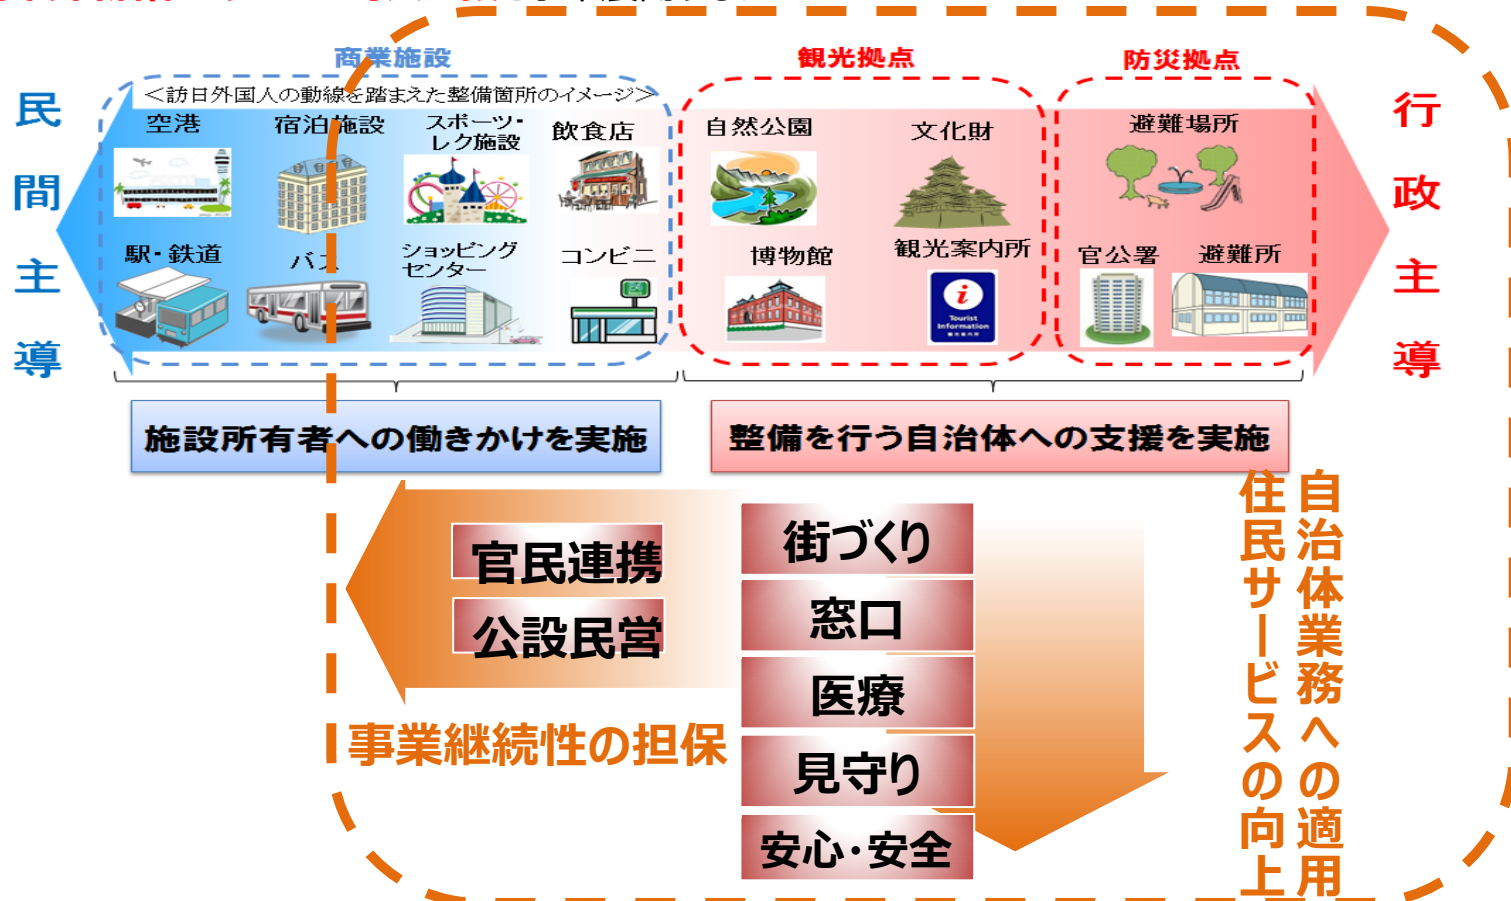 商業施設
観光拠点
防災拠点
＜訪日外国人の動線を踏まえた整備箇所のイメージ＞
民間主導
行政主導
空港
宿泊施設
スポーツ・
レク施設
飲食店
自然公園
文化財
避難場所
駅・鉄道
バス
ショッピング
センター
コンビニ
博物館
観光案内所
官公署
避難所
i
Tourist
Information
観光案内所
施設所有者への働きかけを実施
整備を行う自治体への支援を実施
官民連携
公設民営
事業継続性の担保
街づくり
窓口
医療
見守り
安心・安全
自治体業務への適用
住民サービスの向上